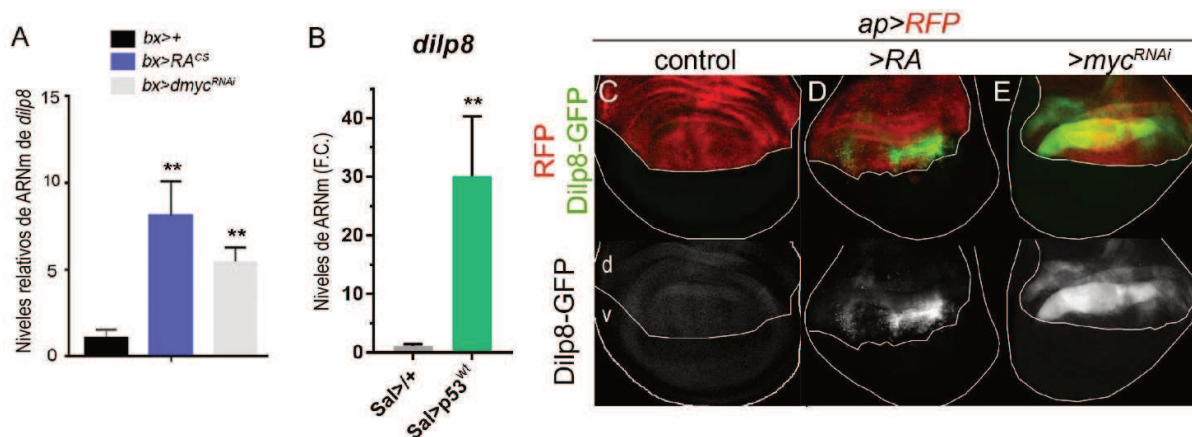 A
bx>+
bx>RA^CS
bx>dmyc^RNAi
Niveles relativos de ARNm de dilp8
15
10
5
0
**
**
B
dilp8
Niveles de ARNm (F.C.)
40
30
20
10
0
**
Sal>/+
Sal>p53^wt
ap>RFP
control
>RA
>myc^RNAi
RFP
Dilp8-GFP
C
D
E
Dilp8-GFP
d
v